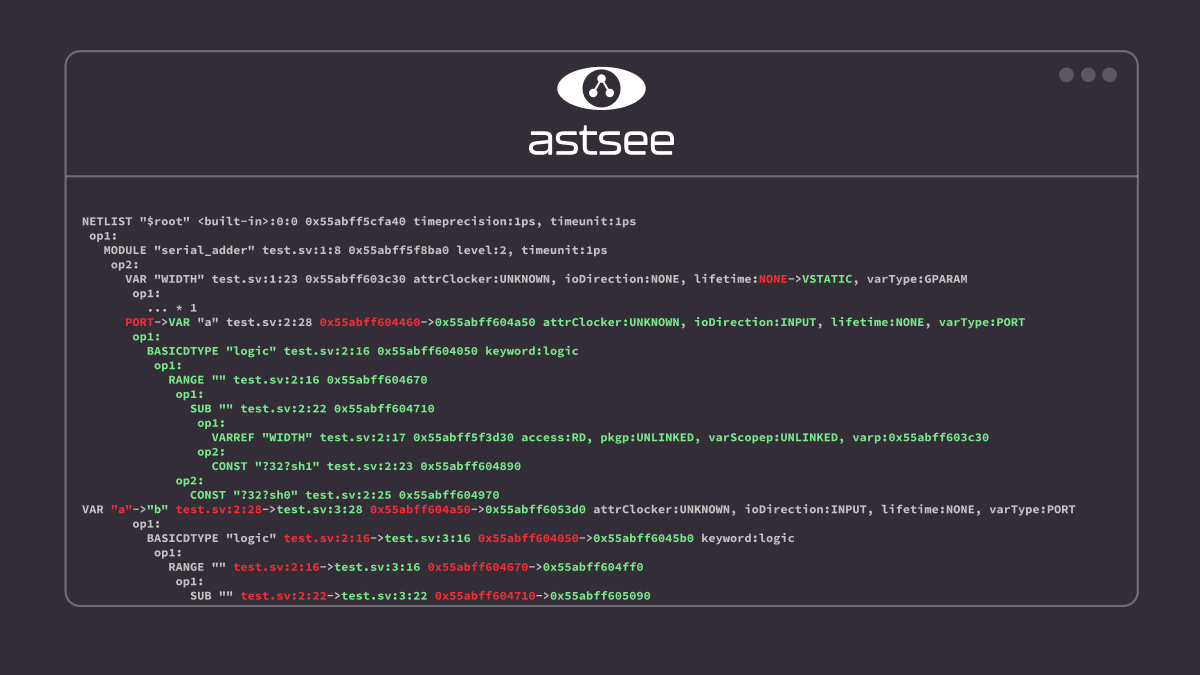 astsee
NETLIST "$root" <built-in>:0:0 0x55abff5cfa40 timeprecision:1ps, timeunit:1ps
op1:
MODULE "serial_adder" test.sv:1:8 0x55abff5f8ba0 level:2, timeunit:1ps
op2:
VAR "WIDTH" test.sv:1:23 0x55abff603c30 attrClocker:UNKNOWN, ioDirection:NONE, lifetime:NONE->VSTATIC, varType:GPARAM
op1:
... * 1
PORT->VAR "a" test.sv:2:28 0x55abff604460->0x55abff604a50 attrClocker:UNKNOWN, ioDirection:INPUT, lifetime:NONE, varType:PORT
op1:
BASICDTYPE "logic" test.sv:2:16 0x55abff604050 keyword:logic
op1:
RANGE "" test.sv:2:16 0x55abff604670
op1:
SUB "" test.sv:2:22 0x55abff604710
op1:
VARREF "WIDTH" test.sv:2:17 0x55abff5f3d30 access:RD, pkgp:UNLINKED, varScopep:UNLINKED, varp:0x55abff603c30
op2:
CONST "?32?sh1" test.sv:2:23 0x55abff604890
op2:
CONST "?32?sh0" test.sv:2:25 0x55abff604970
VAR "a"->"b" test.sv:2:28->test.sv:3:28 0x55abff604a50->0x55abff6053d0 attrClocker:UNKNOWN, ioDirection:INPUT, lifetime:NONE, varType:PORT
op1:
BASICDTYPE "logic" test.sv:2:16->test.sv:3:16 0x55abff604050->0x55abff6045b0 keyword:logic
op1:
RANGE "" test.sv:2:16->test.sv:3:16 0x55abff604670->0x55abff604ff0
op1:
SUB "" test.sv:2:22->test.sv:3:22 0x55abff604710->0x55abff605090